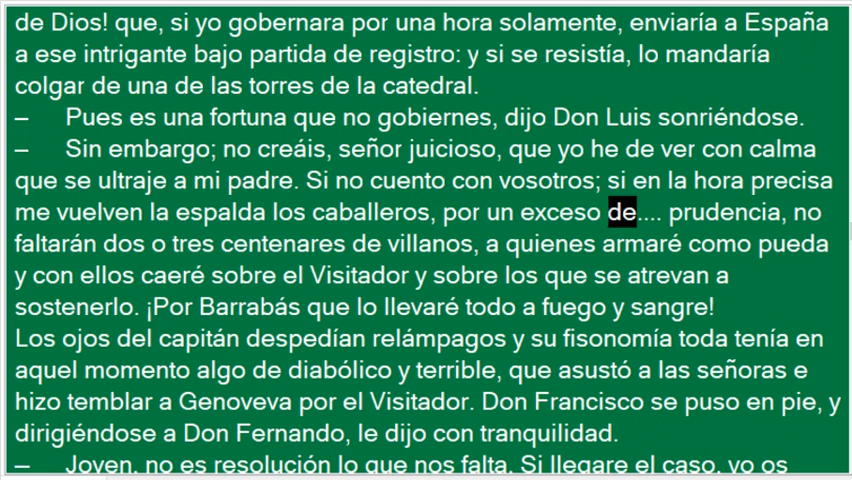 de Dios! que, si yo gobernara por una hora solamente, enviaría a España
a ese intrigante bajo partida de registro: y si se resistía, lo mandaría
colgar de una de las torres de la catedral.
– Pues es una fortuna que no gobiernes, dijo Don Luis sonriéndose.
– Sin embargo; no creáis, señor juicioso, que yo he de ver con calma
que se ultraje a mi padre. Si no cuento con vosotros; si en la hora precisa
me vuelven la espalda los caballeros, por un exceso de.... prudencia, no
faltarán dos o tres centenares de villanos, a quienes armaré como pueda
y con ellos caeré sobre el Visitador y sobre los que se atrevan a
sostenerlo. ¡Por Barrabás que lo llevaré todo a fuego y sangre!
Los ojos del capitán despedían relámpagos y su fisonomía toda tenía en
aquel momento algo de diabólico y terrible, que asustó a las señoras e
hizo temblar a Genoveva por el Visitador. Don Francisco se puso en pie, y
dirigiéndose a Don Fernando, le dijo con tranquilidad.
– Joven, no es resolución lo que nos falta. Si llegare el caso, yo os